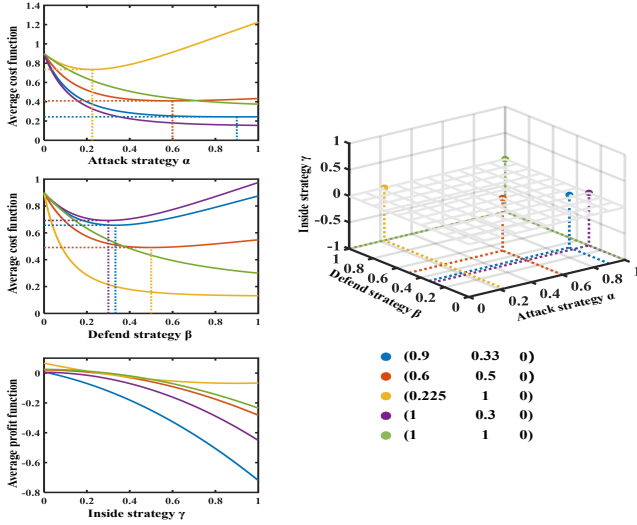 1.4
1.2
1
0.8
0.6
0.4
0.2
0
Average cost function
0 0.2 0.4 0.6 0.8 1
Attack strategy α
1
0.8
0.6
0.4
0.2
0
Average cost function
0 0.2 0.4 0.6 0.8 1
Defend strategy β
0
-0.2
-0.4
-0.6
-0.8
Average profit function
0 0.2 0.4 0.6 0.8 1
Inside strategy γ
1
0.5
0
-0.5
-1
Inside strategy γ
1 0.8 0.6 0.4 0.2 0
Defend strategy β
0 0.2 0.4 0.6 0.8 1
Attack strategy α
(0.9 0.33 0)
(0.6 0.5 0)
(0.225 1 0)
(1 0.3 0)
(1 1 0)